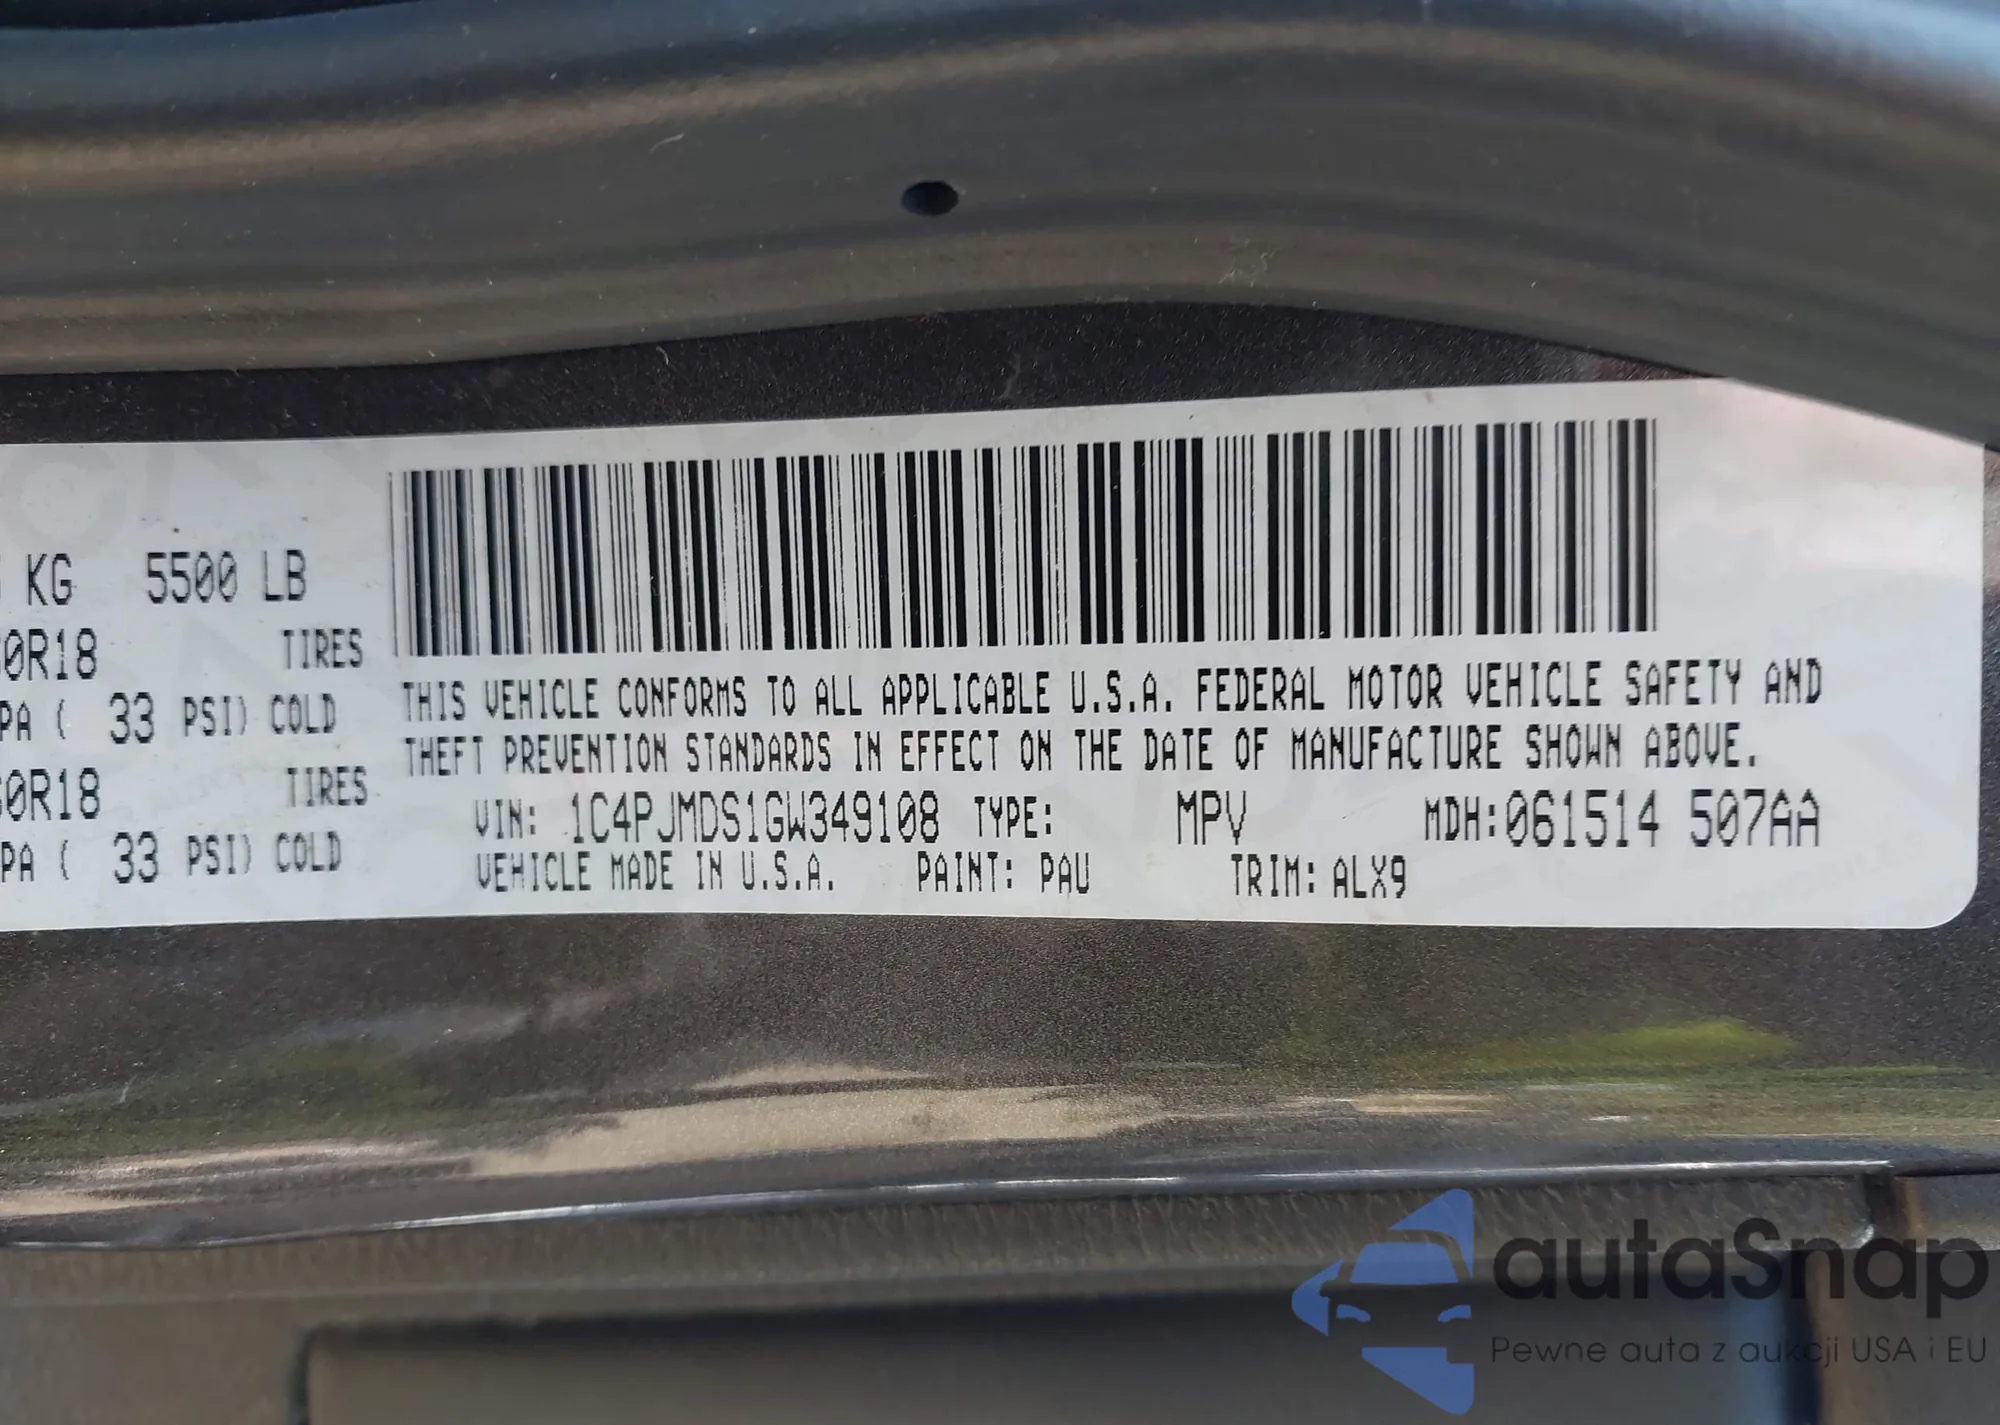 KG 5500 LB
60R18 TIRES
PA ( 33 PSI) COLD
60R18 TIRES
PA ( 33 PSI) COLD
THIS VEHICLE CONFORMS TO ALL APPLICABLE U.S.A. FEDERAL MOTOR VEHICLE SAFETY AND
THEFT PREVENTION STANDARDS IN EFFECT ON THE DATE OF MANUFACTURE SHOWN ABOVE.
VIN: 1C4PJMDS1GW349108 TYPE: MPV MDH:061514 507AA
VEHICLE MADE IN U.S.A. PAINT: PAU TRIM: ALX9
autaSnap
Pewne auta z aukcji USA i EU